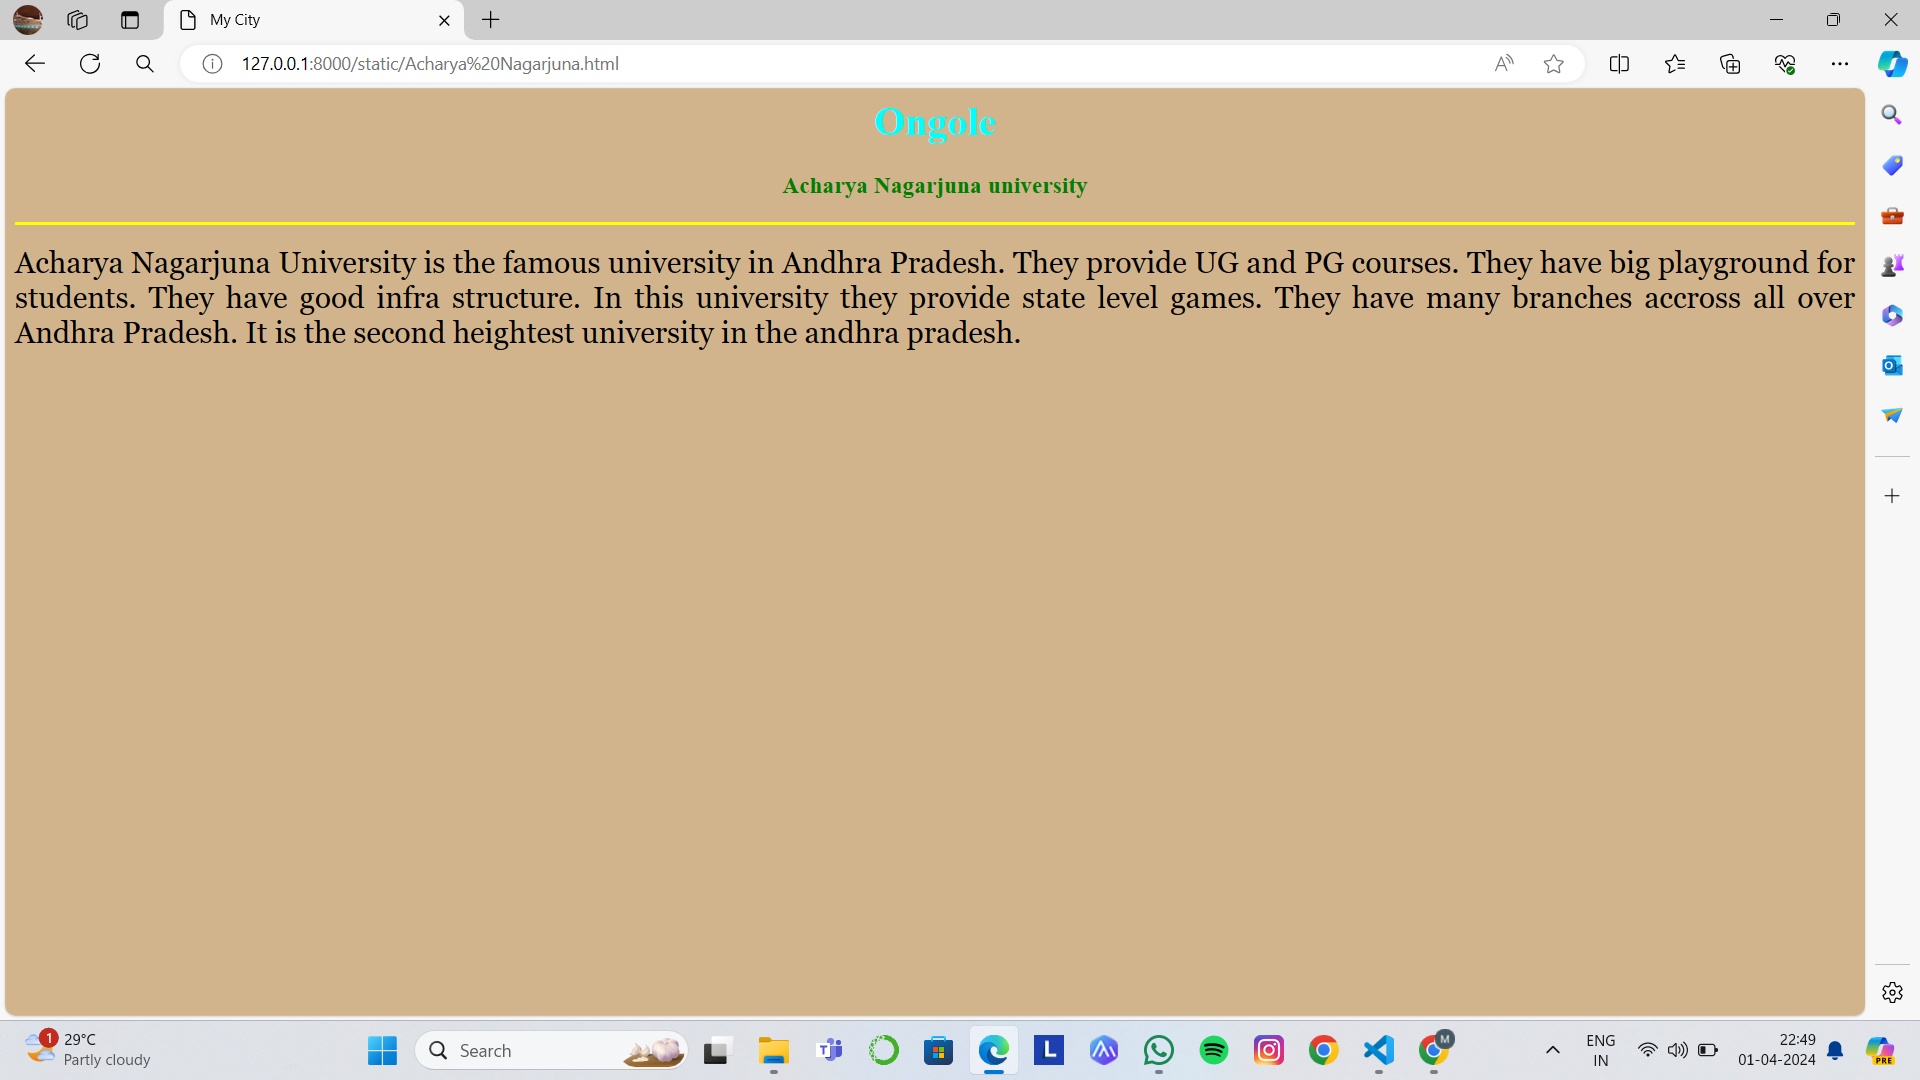 My City
127.0.0.1:8000/static/Acharya%20Nagarjuna.html
Ongole
Acharya Nagarjuna university
Acharya Nagarjuna University is the famous university in Andhra Pradesh. They provide UG and PG courses. They have big playground for
students. They have good infra structure. In this university they provide state level games. They have many branches accross all over
Andhra Pradesh. It is the second heightest university in the andhra pradesh.
1
29°C
Partly cloudy
Search
L
M
ENG
IN
22:49
01-04-2024
PRE